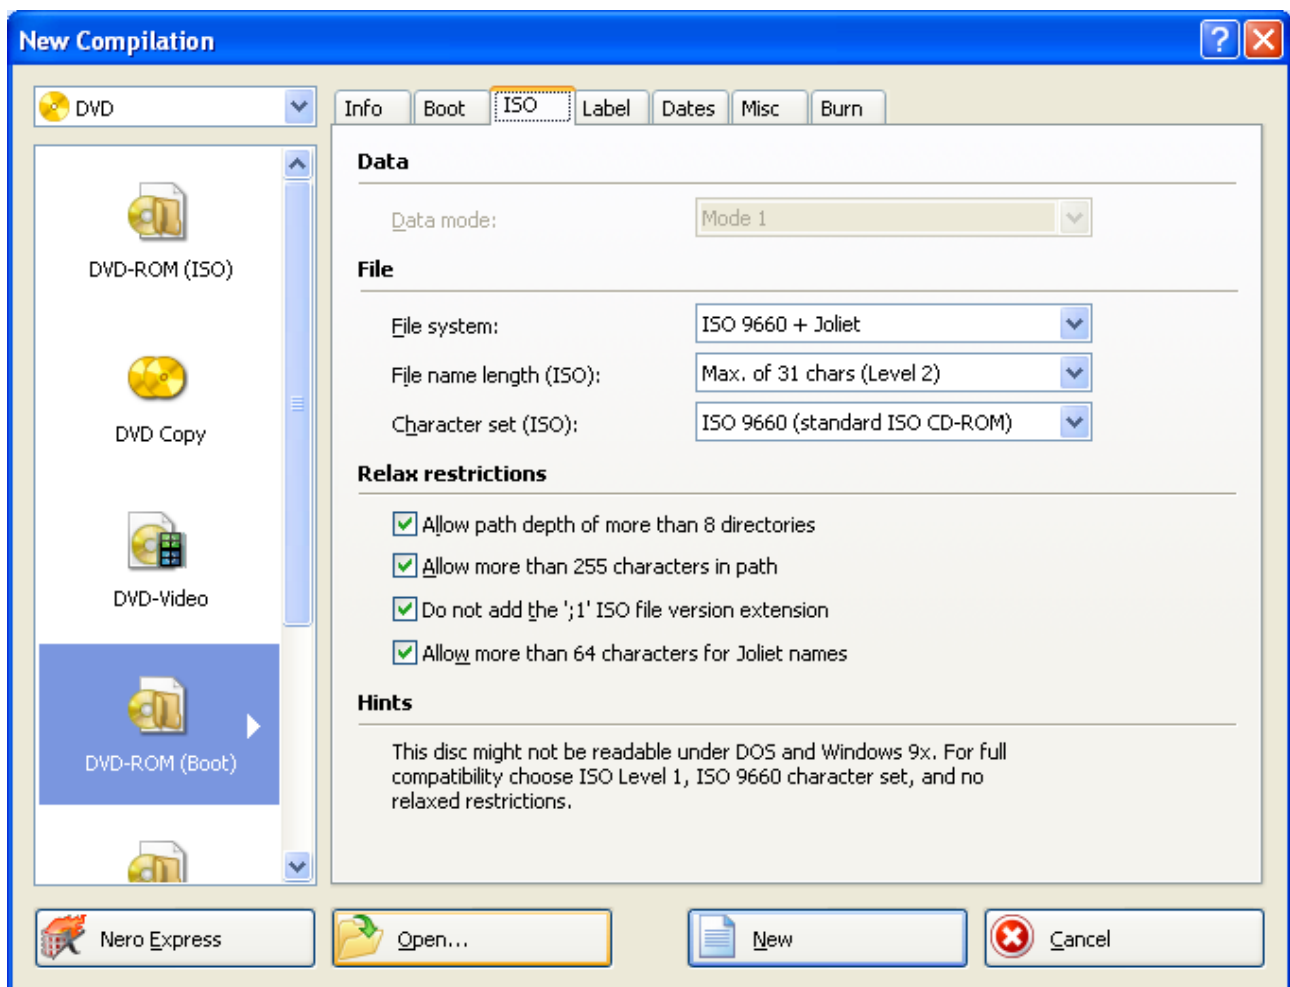 New Compilation
DVD
Info Boot ISO Label Dates Misc Burn
DVD-ROM (ISO)
DVD Copy
DVD-Video
DVD-ROM (Boot)
Data
Data mode: Mode 1
File
File system: ISO 9660 + Joliet
File name length (ISO): Max. of 31 chars (Level 2)
Character set (ISO): ISO 9660 (standard ISO CD-ROM)
Relax restrictions
Allow path depth of more than 8 directories
Allow more than 255 characters in path
Do not add the ';1' ISO file version extension
Allow more than 64 characters for Joliet names
Hints
This disc might not be readable under DOS and Windows 9x. For full
compatibility choose ISO Level 1, ISO 9660 character set, and no
relaxed restrictions.
Nero Express Open... New Cancel